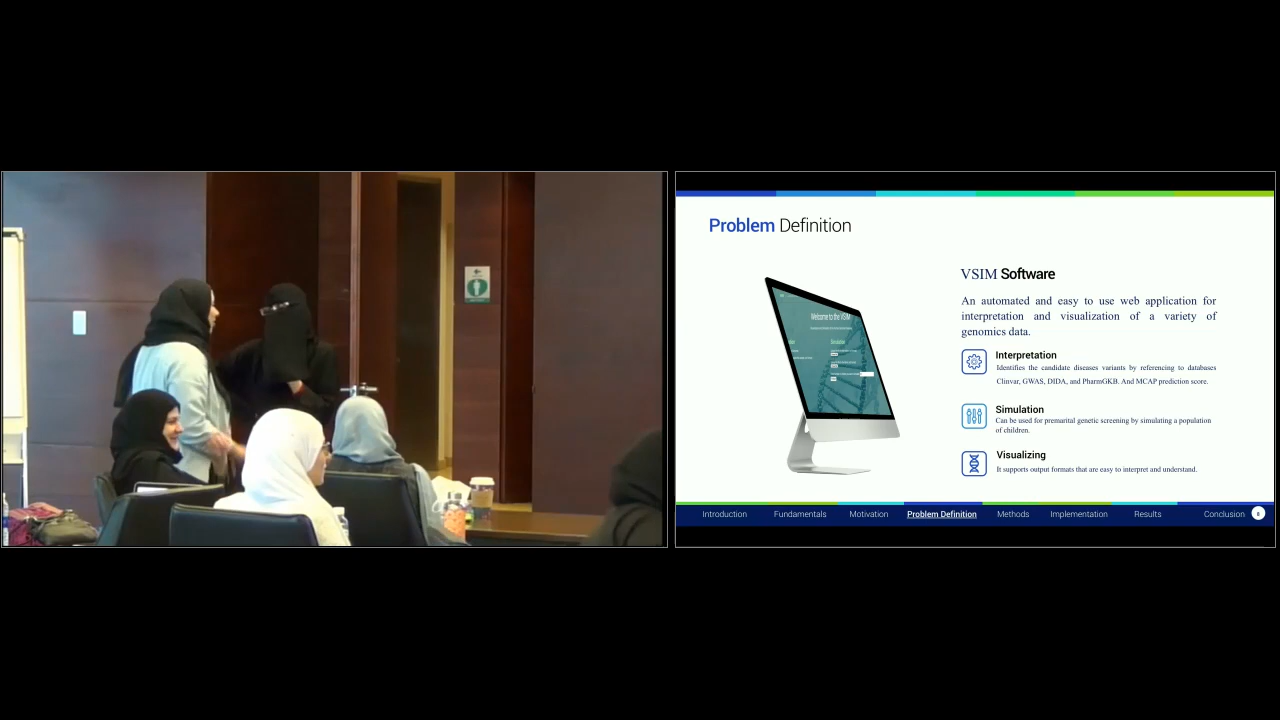 Problem Definition
Welcome to the VSIM
Simulation
VSIM Software
An automated and easy to use web application for
interpretation and visualization of a variety of
genomics data.
Interpretation
Identifies the candidate diseases variants by referencing to databases
Clinvar, GWAS, DIDA, and PharmGKB. And MCAP prediction score.
Simulation
Can be used for premarital genetic screening by simulating a population
of children.
Visualizing
It supports output formats that are easy to interpret and understand.
Introduction Fundamentals Motivation Problem Definition Methods Implementation Results Conclusion 8